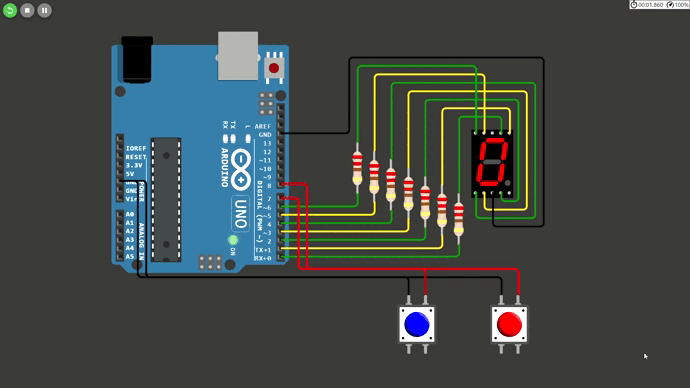 00:01.860 100%
AREF
GND
13
12
~11
~10
~9
8
7
~6
~5
4
~3
2
TX→1
RX←0
DIGITAL (PWM ~)
RX
TX
L
ARDUINO
UNO
ON
IOREF
RESET
3.3V
5V
GND
GND
Vin
POWER
A0
A1
A2
A3
A4
A5
ANALOG IN
0